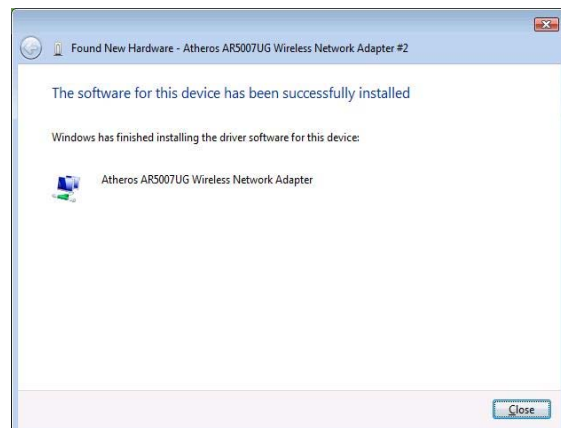 Found New Hardware - Atheros AR5007UG Wireless Network Adapter #2
The software for this device has been successfully installed
Windows has finished installing the driver software for this device:
Atheros AR5007UG Wireless Network Adapter
Close